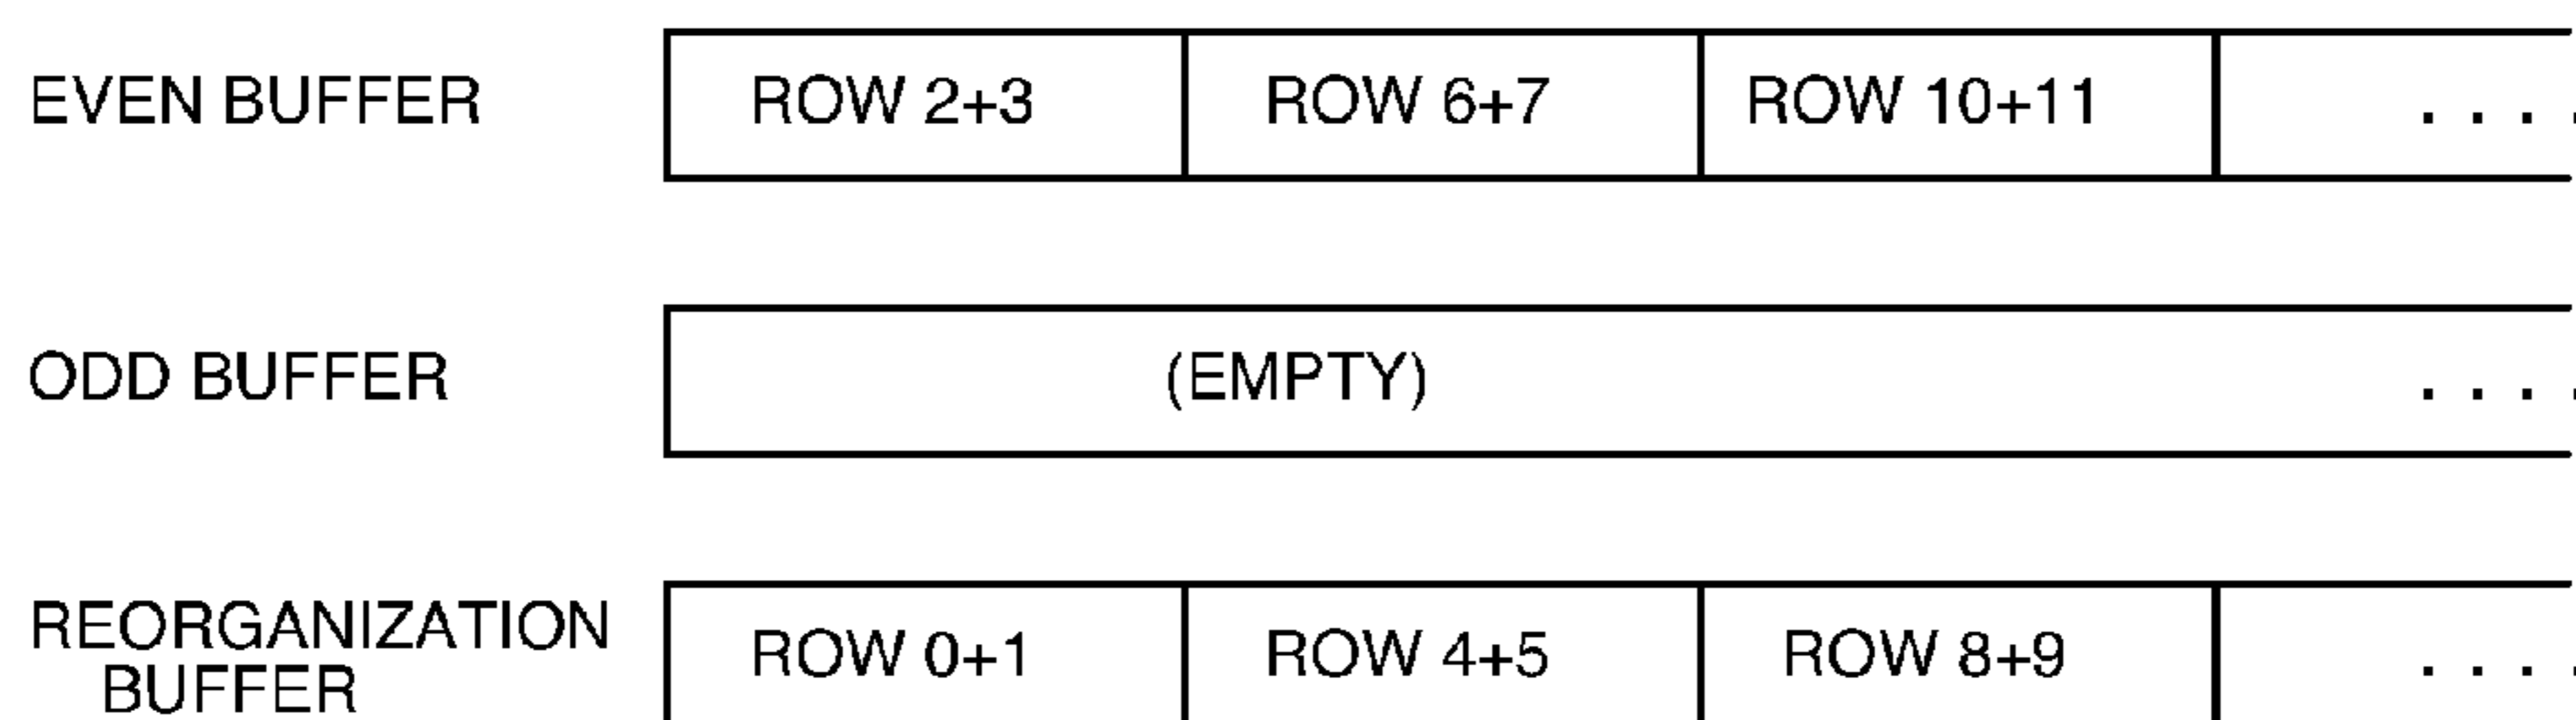 EVEN BUFFER ROW 2+3 ROW 6+7 ROW 10+11 . . . .
ODD BUFFER (EMPTY) . . . .
REORGANIZATION
BUFFER ROW 0+1 ROW 4+5 ROW 8+9 . . . .